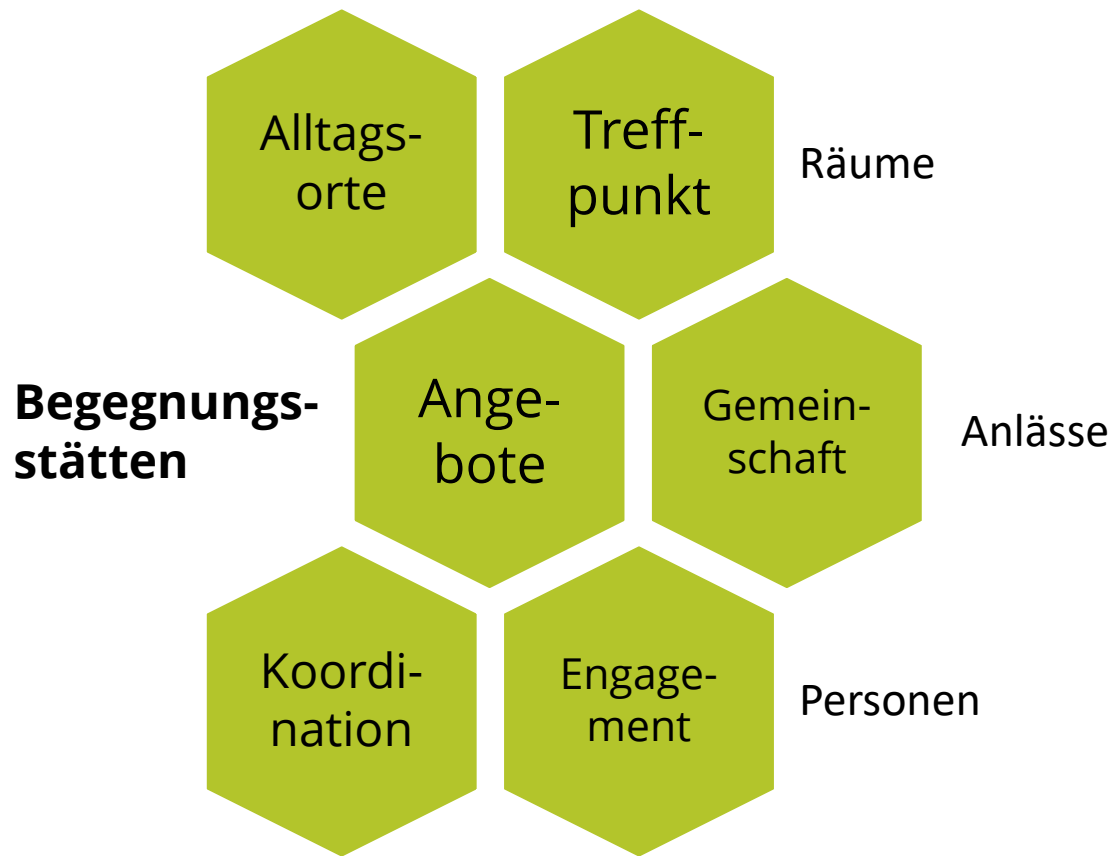 Alltags-
orte
Treff-
punkt
Räume
Begegnungs-
stätten
Ange-
bote
Gemein-
schaft
Anlässe
Koordi-
nation
Engage-
ment
Personen